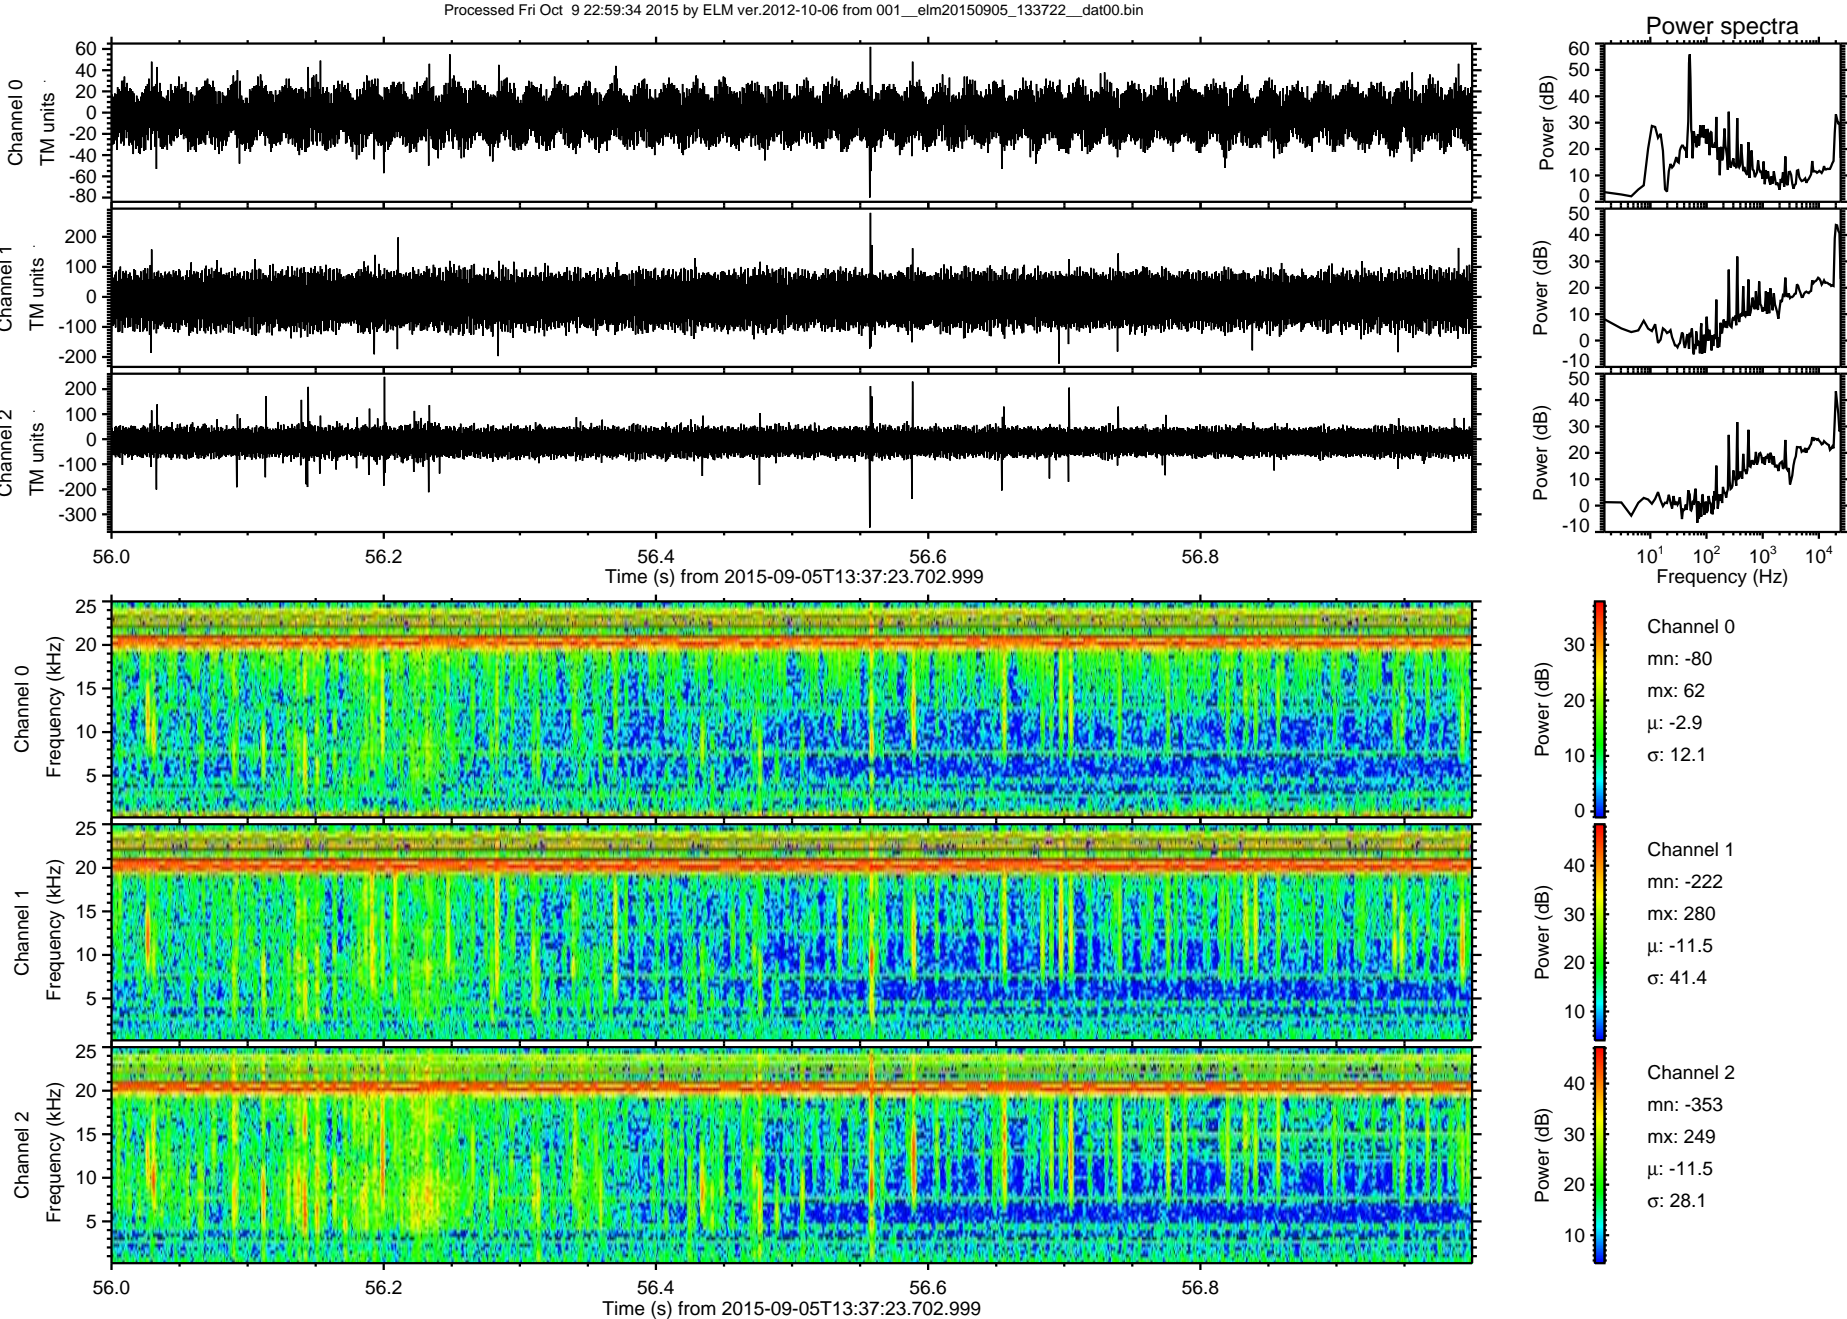 Processed Fri Oct  9 22:59:34 2015 by ELM ver.2012-10-06 from 001__elm20150905_133722__dat00.bin
Power spectra
Channel 0
TM units
60
40
20
0
-20
-40
-60
-80
Power (dB)
60
50
40
30
20
10
0
Channel 1
TM units
200
100
0
-100
-200
Power (dB)
50
40
30
20
10
0
-10
Channel 2
TM units
200
100
0
-100
-200
-300
Power (dB)
50
40
30
20
10
0
-10
56.0 56.2 56.4 56.6 56.8
Time (s) from 2015-09-05T13:37:23.702.999
10¹ 10² 10³ 10⁴
Frequency (Hz)
Channel 0
Frequency (kHz)
25
20
15
10
5
Power (dB)
30
20
10
0
Channel 0
mn: -80
mx: 62
μ: -2.9
σ: 12.1
Channel 1
Frequency (kHz)
25
20
15
10
5
Power (dB)
40
30
20
10
Channel 1
mn: -222
mx: 280
μ: -11.5
σ: 41.4
Channel 2
Frequency (kHz)
25
20
15
10
5
Power (dB)
40
30
20
10
Channel 2
mn: -353
mx: 249
μ: -11.5
σ: 28.1
56.0 56.2 56.4 56.6 56.8
Time (s) from 2015-09-05T13:37:23.702.999